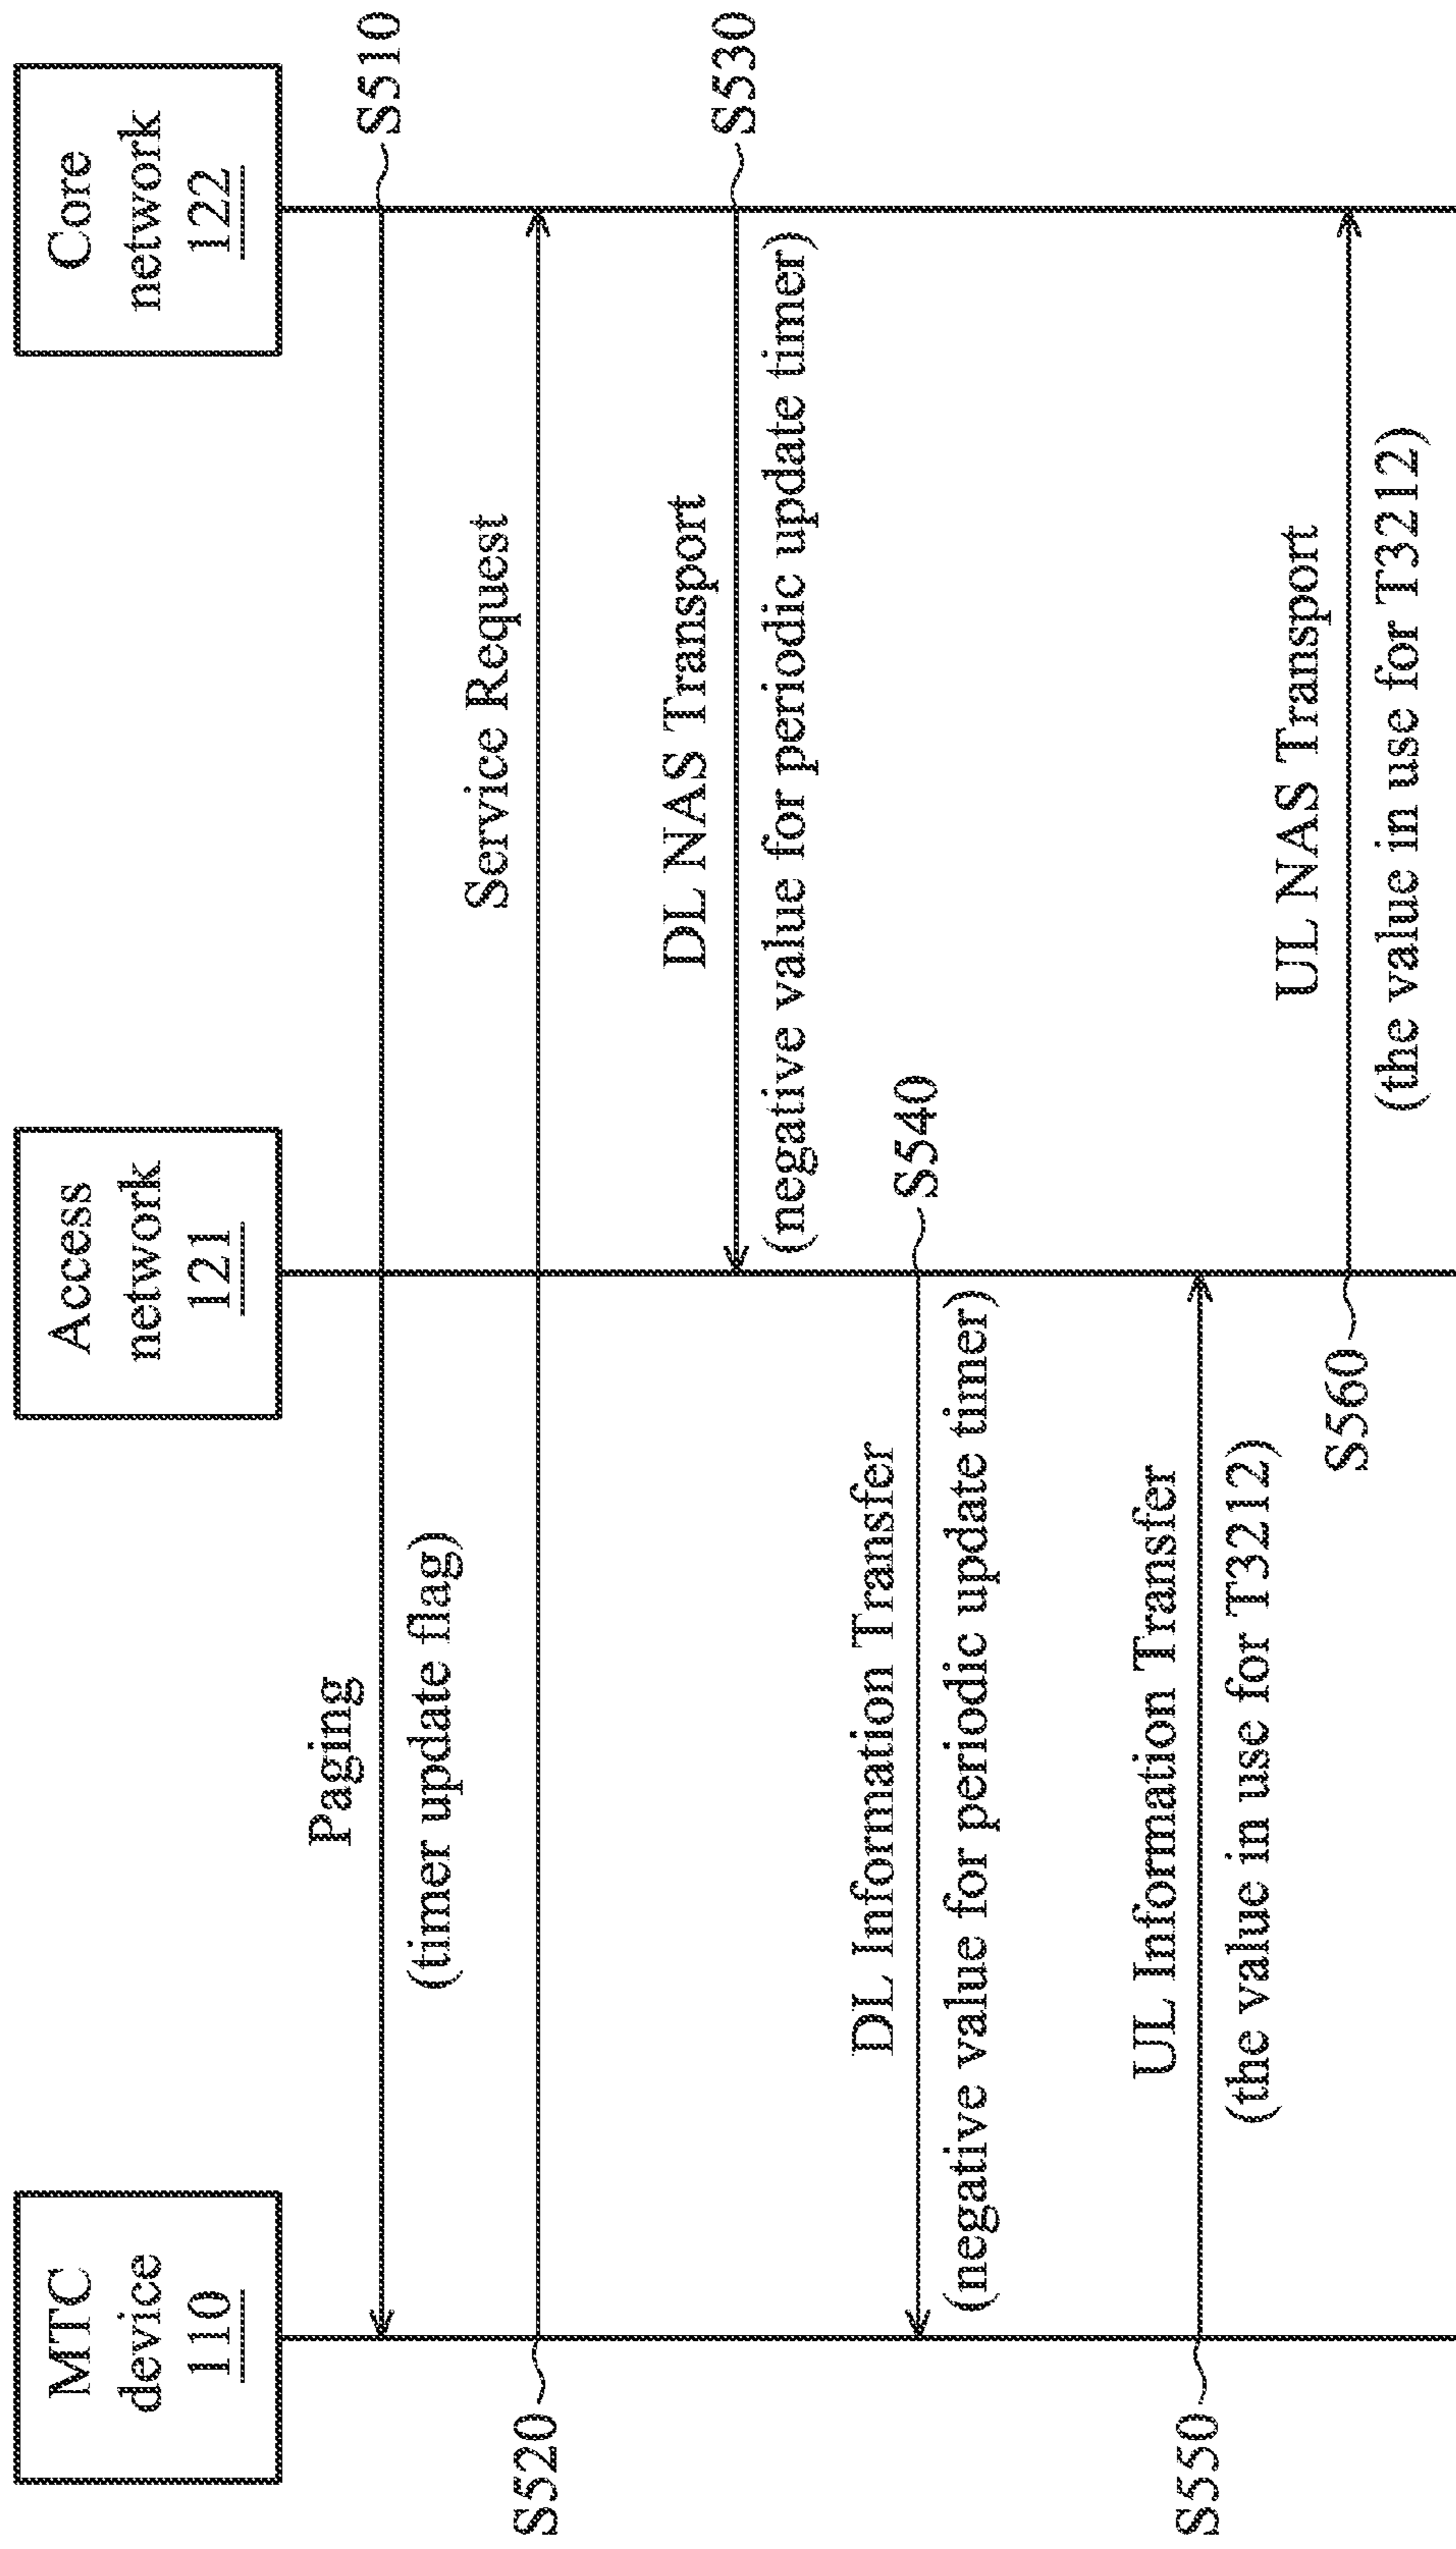 MTC
device
110
Access
network
121
Core
network
122
Paging
S510
(timer update flag)
Service Request
S520
DL NAS Transport
S530
(negative value for periodic update timer)
DL Information Transfer
S540
(negative value for periodic update timer)
UL Information Transfer
S550
(the value in use for T3212)
UL NAS Transport
S560
(the value in use for T3212)